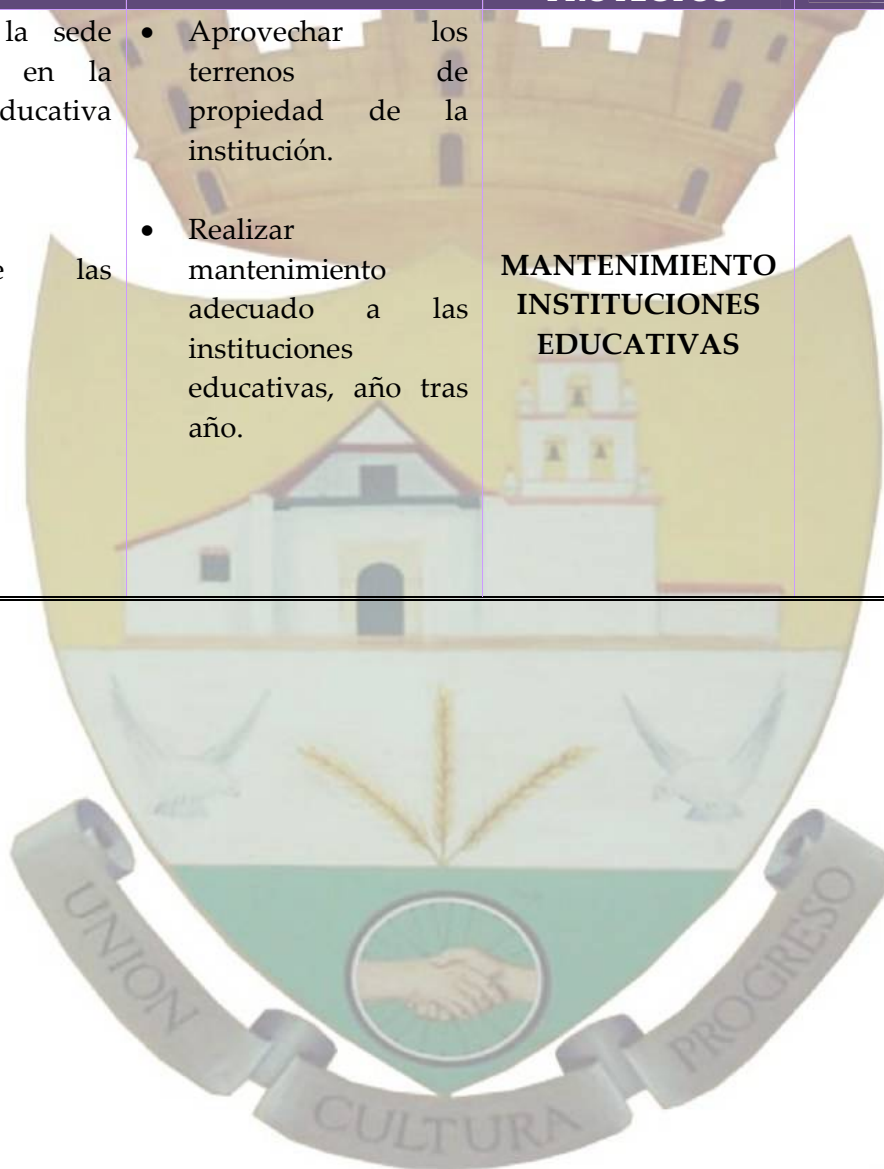 la sede
en la
ducativa
las
• Aprovechar los
terrenos de
propiedad de la
institución.
• Realizar
mantenimiento
adecuado a las
instituciones
educativas, año tras
año.
MANTENIMIENTO
INSTITUCIONES
EDUCATIVAS
UNION
CULTURA
PROGRESO